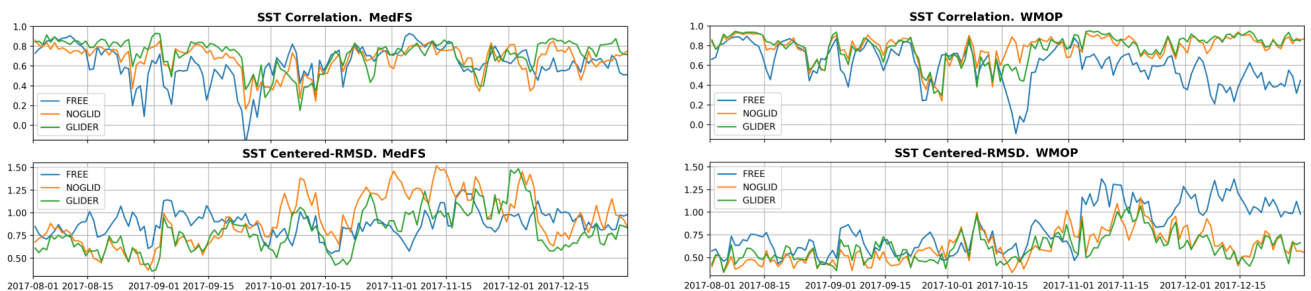 SST Correlation. MedFS
1.0
0.8
0.6
0.4
0.2
0.0
FREE
NOGLID
GLIDER
SST Centered-RMSD. MedFS
1.50
1.25
1.00
0.75
0.50
FREE
NOGLID
GLIDER
2017-08-01 2017-08-15 2017-09-01 2017-09-15 2017-10-01 2017-10-15 2017-11-01 2017-11-15 2017-12-01 2017-12-15
SST Correlation. WMOP
1.0
0.8
0.6
0.4
0.2
0.0
FREE
NOGLID
GLIDER
SST Centered-RMSD. WMOP
1.50
1.25
1.00
0.75
0.50
FREE
NOGLID
GLIDER
2017-08-01 2017-08-15 2017-09-01 2017-09-15 2017-10-01 2017-10-15 2017-11-01 2017-11-15 2017-12-01 2017-12-15